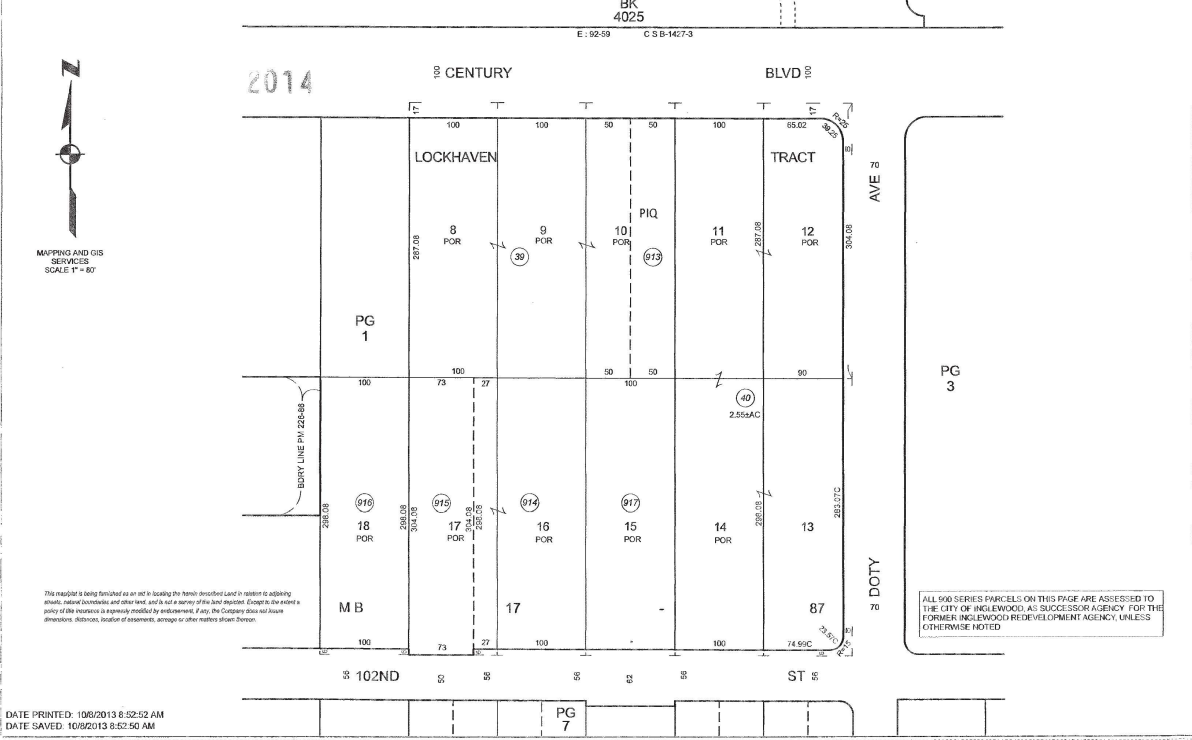 BK
4025
E : 92-59 C S B-1427-3
2014
100 CENTURY BLVD 100
17 17
100 100 50 50 100 65.02 39.25 R=25
LOCKHAVEN TRACT
70
AVE
PIQ
8 9 10 11 12
POR POR POR POR POR
287.08 287.08 304.08
39 913
MAPPING AND GIS
SERVICES
SCALE 1" = 80'
PG
1
PG
3
100 50 50 90
100 73 27 100
40
2.55±AC
BDRY LINE PM 226-86
916 915 914 917
298.08 298.08 304.08 304.08 298.08 298.08 283.07C
18 17 16 15 14 13
POR POR POR POR POR
This map/plat is being furnished as an aid in locating the herein described Land in relation to adjoining
streets, natural boundaries and other land, and is not a survey of the land depicted. Except to the extent a
policy of title insurance is expressly modified by endorsement, if any, the Company does not insure
dimensions, distances, location of easements, acreage or other matters shown thereon.
M B 17 - 87
DOTY
70
ALL 900 SERIES PARCELS ON THIS PAGE ARE ASSESSED TO
THE CITY OF INGLEWOOD, AS SUCCESSOR AGENCY FOR THE
FORMER INGLEWOOD REDEVELOPMENT AGENCY, UNLESS
OTHERWISE NOTED
100 73 27 100 100 74.99C 23.57C R=15
56 102ND 50 56 56 62 56 ST 56
PG
7
DATE PRINTED: 10/8/2013 8:52:52 AM
DATE SAVED: 10/8/2013 8:52:50 AM